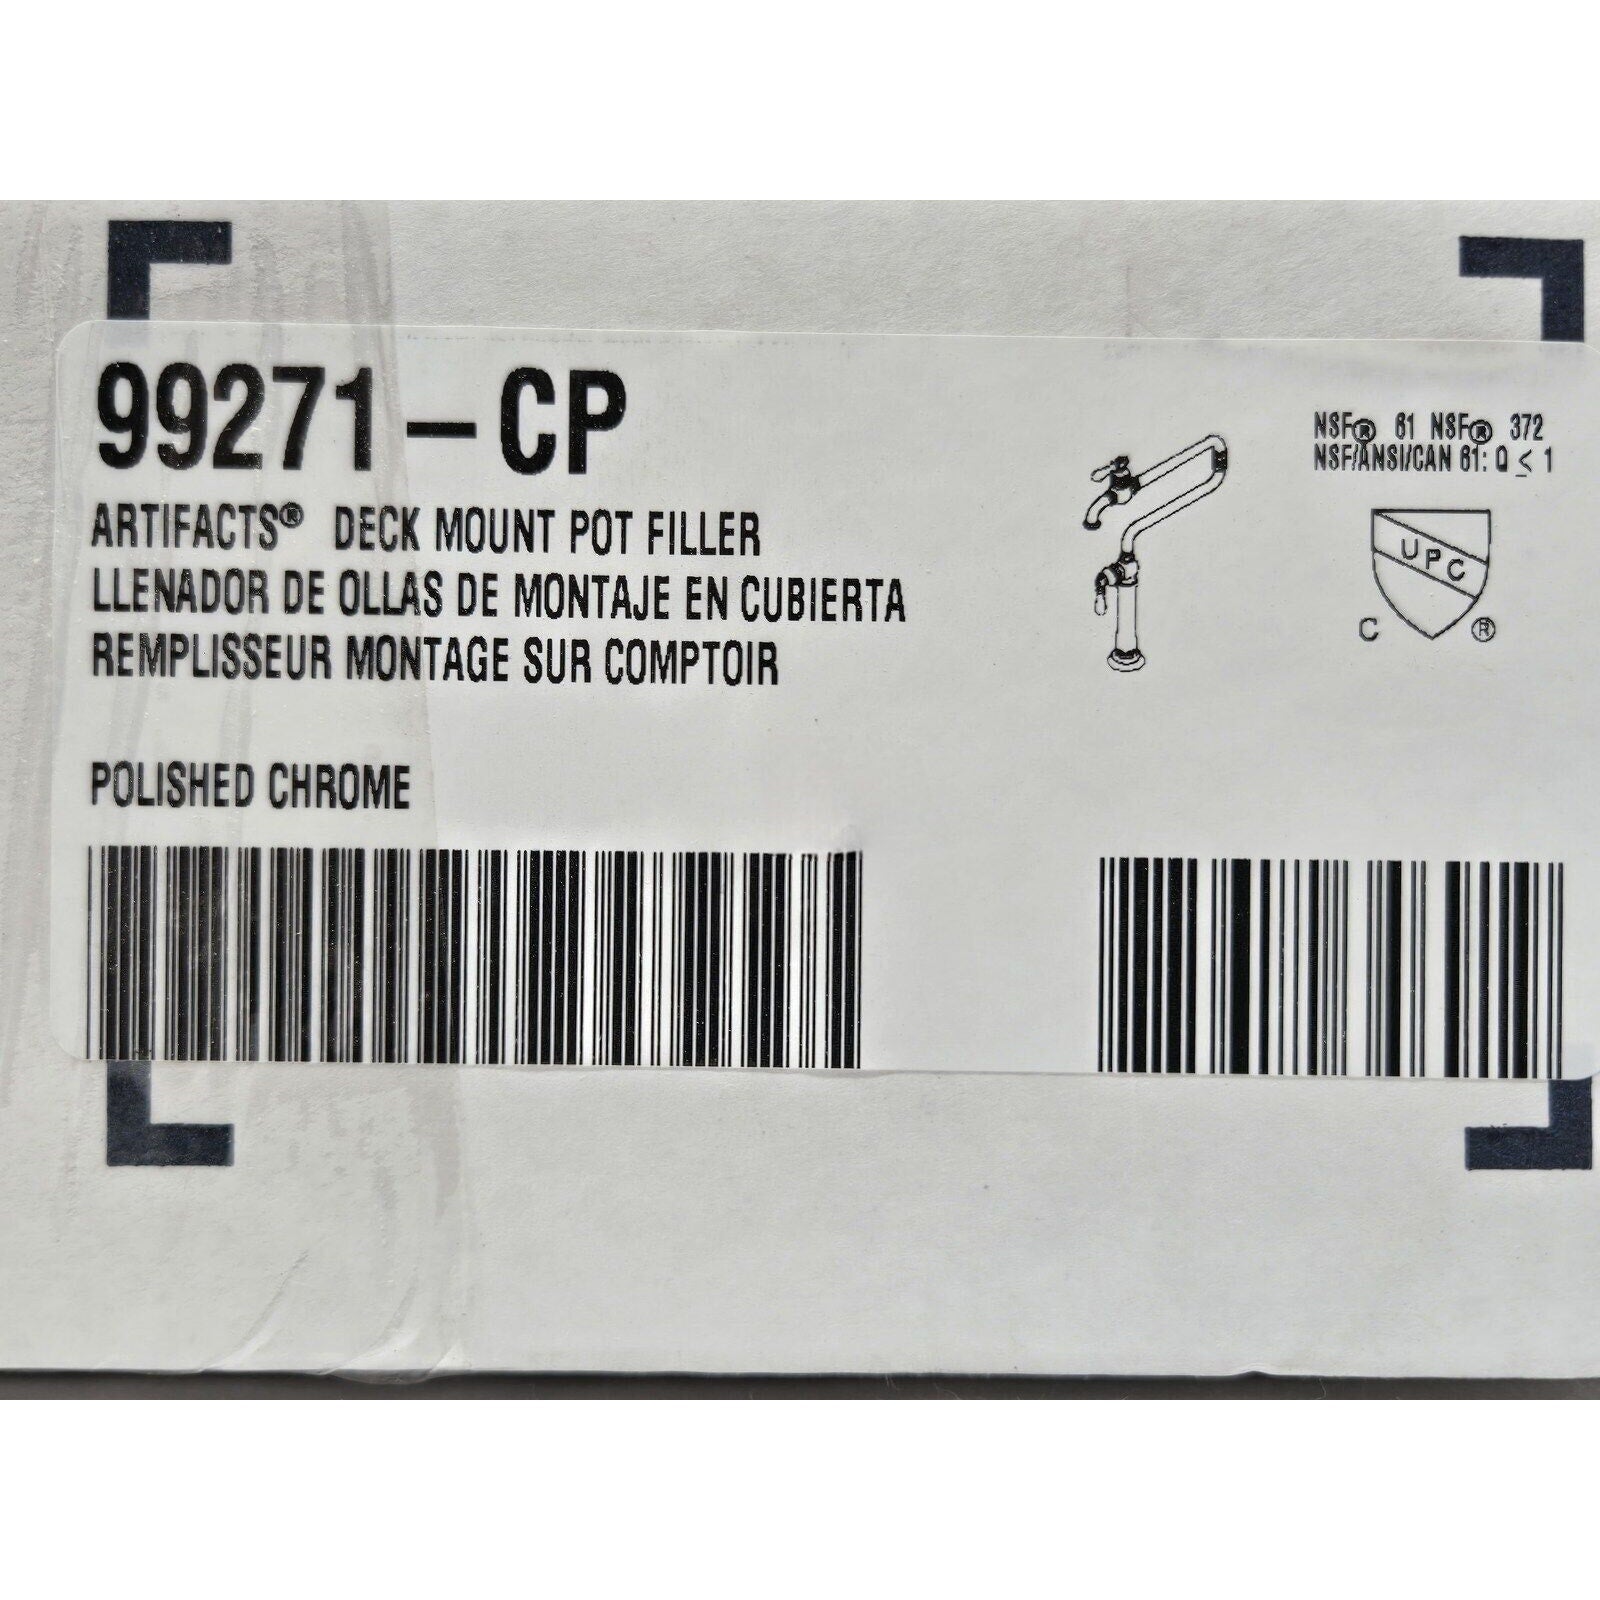 99271-CP
ARTIFACTS® DECK MOUNT POT FILLER
LLENADOR DE OLLAS DE MONTAJE EN CUBIERTA
REMPLISSEUR MONTAGE SUR COMPTOIR
POLISHED CHROME
NSF® 61 NSF® 372
NSF/ANSI/CAN 61: Q ≤ 1
UPC
C ®